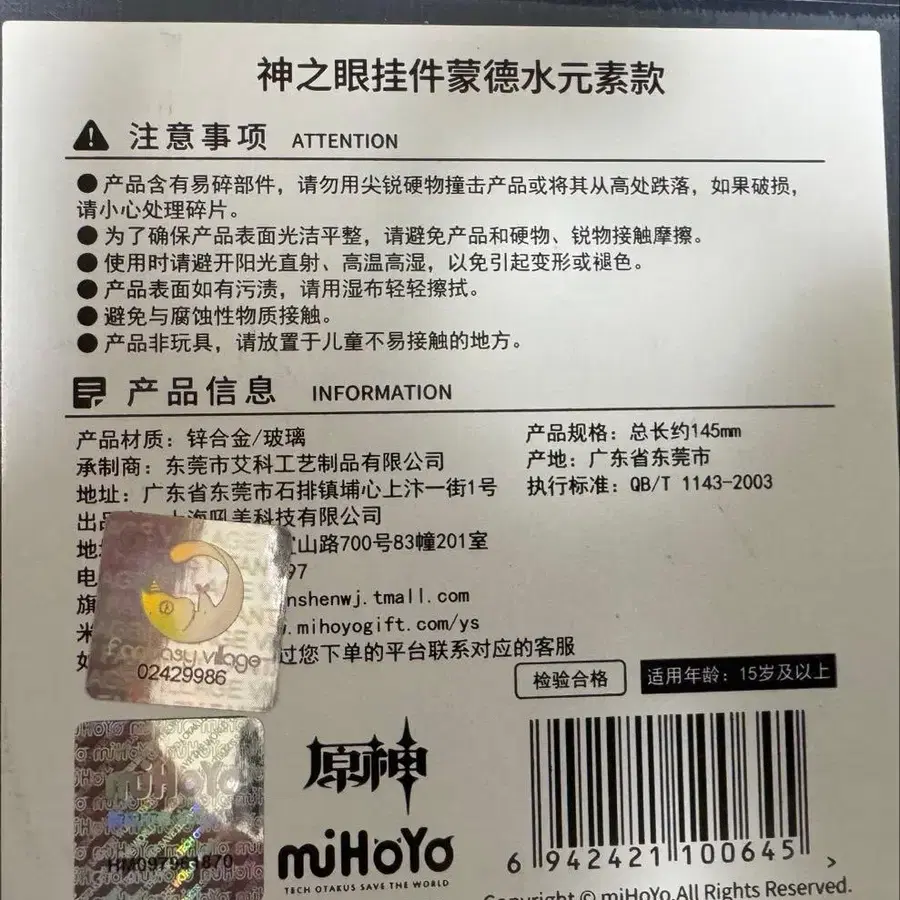 神之眼挂件蒙德水元素款
注意事项 ATTENTION
●产品含有易碎部件，请勿用尖锐硬物撞击产品或将其从高处跌落，如果破损，
请小心处理碎片。
●为了确保产品表面光洁平整，请避免产品和硬物、锐物接触摩擦。
●使用时请避开阳光直射、高温高湿，以免引起变形或褪色。
●产品表面如有污渍，请用湿布轻轻擦拭。
●避免与腐蚀性物质接触。
●产品非玩具，请放置于儿童不易接触的地方。
产品信息 INFORMATION
产品材质：锌合金/玻璃
产品规格：总长约145mm
承制商：东莞市艾科工艺制品有限公司
产地：广东省东莞市
地址：广东省东莞市石排镇埔心上汴一街1号
执行标准：QB/T 1143-2003
出品 上海吼美科技有限公司
地 山路700号83幢201室
电 97
旗 nshenwj.tmall.com
米 .mihoyogift.com/ys
如 过您下单的平台联系对应的客服
fantasy village
02429986
检验合格
适用年龄：15岁及以上
miHoYo
原神
miHoYo
TECH OTAKUS SAVE THE WORLD
6 942421 100645 >
Copyright © miHoYo.All Rights Reserved.